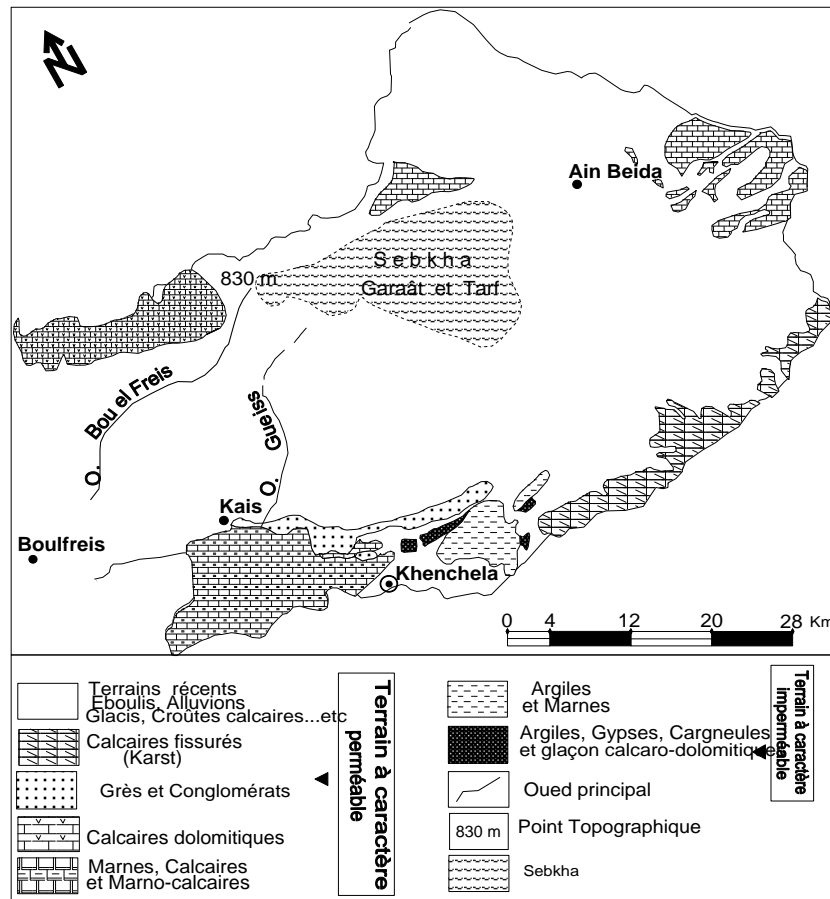 N
Ain Beida
Sebkha
Garaât et Tarf
830 m
O. Bou el Freis
O. Gueiss
Kais
Boulfreis
Khenchela
0 4 12 20 28 Km
Terrains récents
Eboulis, Alluvions
Glacis, Croûtes calcaires...etc
Calcaires fissurés
(Karst)
Grès et Conglomérats
Calcaires dolomitiques
Marnes, Calcaires
et Marno-calcaires
Terrain à caractère
perméable
Argiles
et Marnes
Argiles, Gypses, Cargneules
et glaçon calcaro-dolomitique
Oued principal
830 m
Point Topographique
Sebkha
Terrain à caractère
imperméable